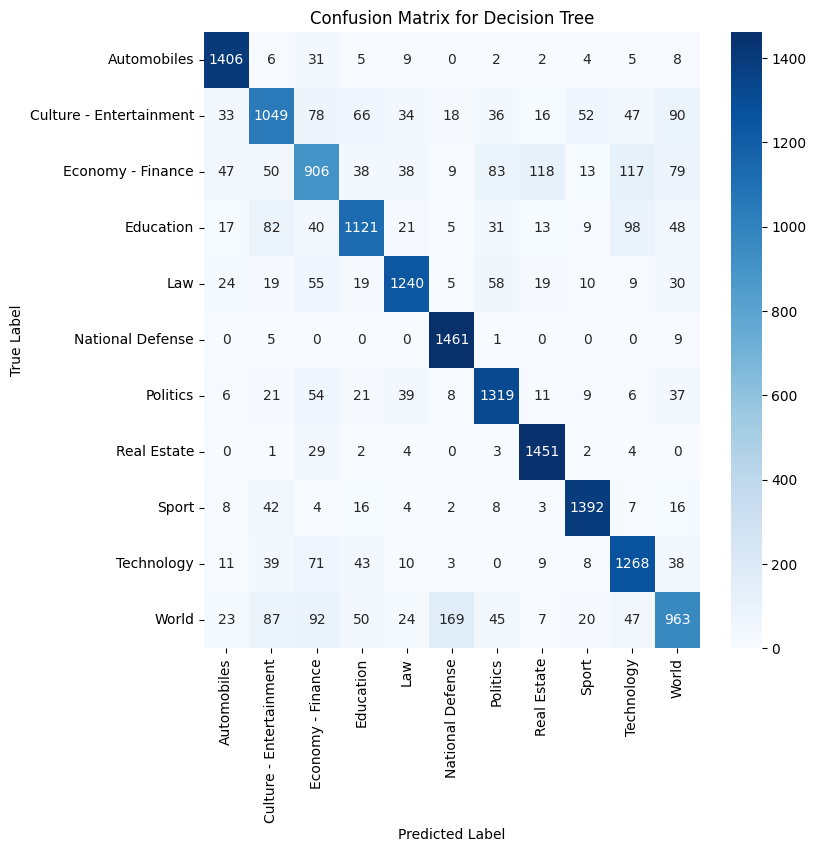 Confusion Matrix for Decision Tree
True Label
Automobiles 1406 6 31 5 9 0 2 2 4 5 8
Culture - Entertainment 33 1049 78 66 34 18 36 16 52 47 90
Economy - Finance 47 50 906 38 38 9 83 118 13 117 79
Education 17 82 40 1121 21 5 31 13 9 98 48
Law 24 19 55 19 1240 5 58 19 10 9 30
National Defense 0 5 0 0 0 1461 1 0 0 0 9
Politics 6 21 54 21 39 8 1319 11 9 6 37
Real Estate 0 1 29 2 4 0 3 1451 2 4 0
Sport 8 42 4 16 4 2 8 3 1392 7 16
Technology 11 39 71 43 10 3 0 9 8 1268 38
World 23 87 92 50 24 169 45 7 20 47 963
Automobiles
Culture - Entertainment
Economy - Finance
Education
Law
National Defense
Politics
Real Estate
Sport
Technology
World
Predicted Label
1400
1200
1000
800
600
400
200
0